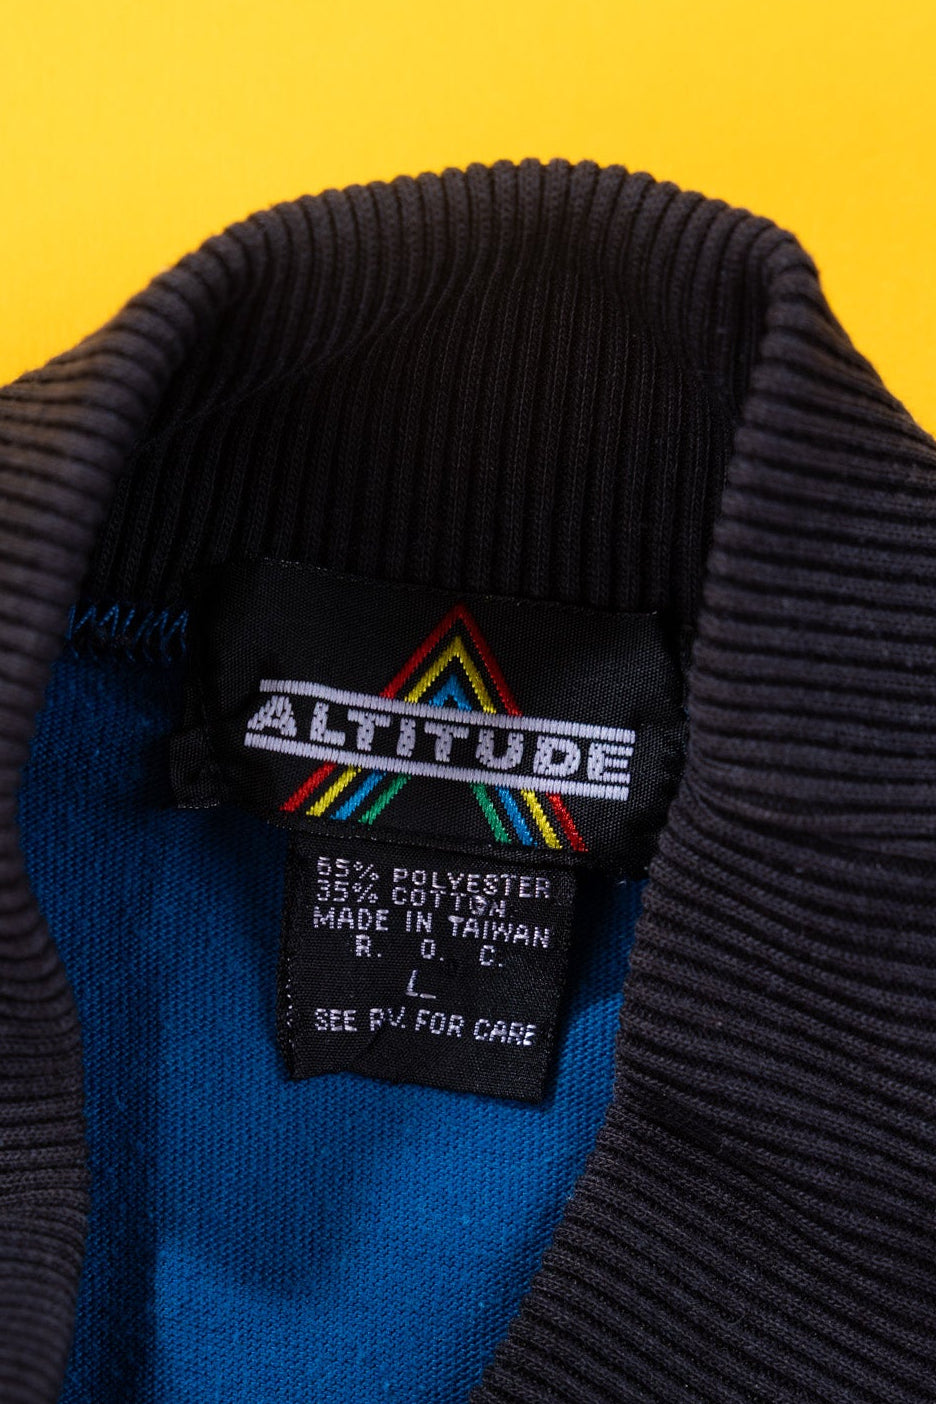 ALTITUDE
65% POLYESTER
35% COTTON
MADE IN TAIWAN
R. O. C.
L
SEE RV. FOR CARE